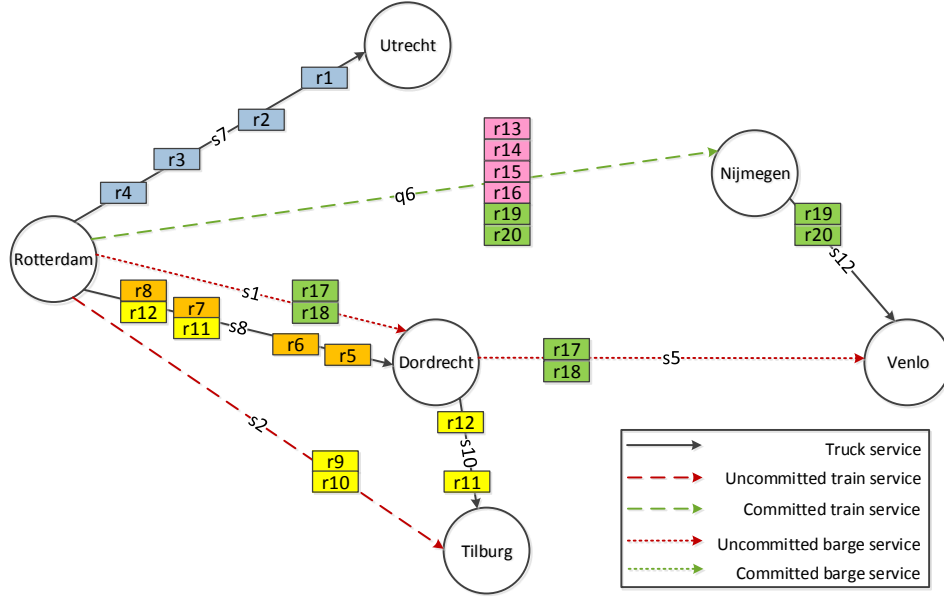 Utrecht
r1
r2
s7
r3
r4
r13
r14
r15
r16
r19
r20
q6
Nijmegen
r19
r20
s12
Rotterdam
s1
r17
r18
r8
r12
r7
r11
s8
r6
r5
Dordrecht
r17
r18
s5
Venlo
s2
r9
r10
r12
s10
r11
Tilburg
Truck service
Uncommitted train service
Committed train service
Uncommitted barge service
Committed barge service